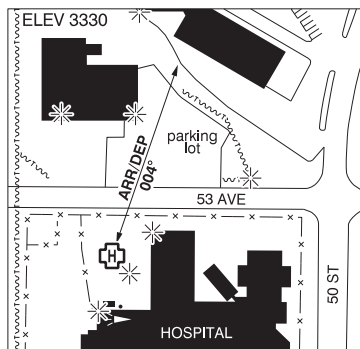 ELEV 3330
ARR/DEP
004°
parking
lot
53 AVE
H
50 ST
HOSPITAL